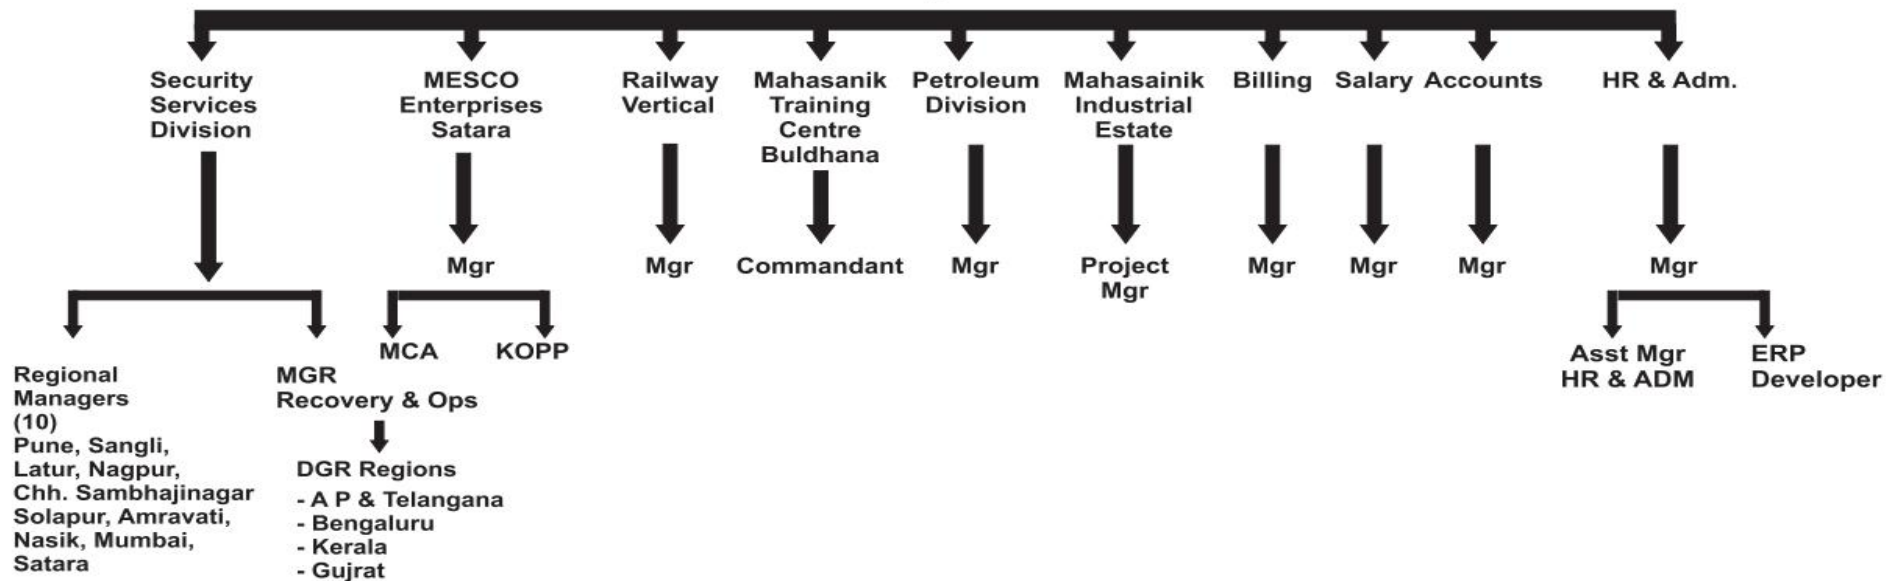 Security
Services
Division
MESCO
Enterprises
Satara
Railway
Vertical
Mahasanik
Training
Centre
Buldhana
Petroleum
Division
Mahasainik
Industrial
Estate
Billing
Salary
Accounts
HR & Adm.
Mgr
Mgr
Commandant
Mgr
Project
Mgr
Mgr
Mgr
Mgr
Mgr
Regional
Managers
(10)
Pune, Sangli,
Latur, Nagpur,
Chh. Sambhajinagar
Solapur, Amravati,
Nasik, Mumbai,
Satara
MGR
Recovery & Ops
DGR Regions
- A P & Telangana
- Bengaluru
- Kerala
- Gujrat
MCA
KOPP
Asst Mgr
HR & ADM
ERP
Developer